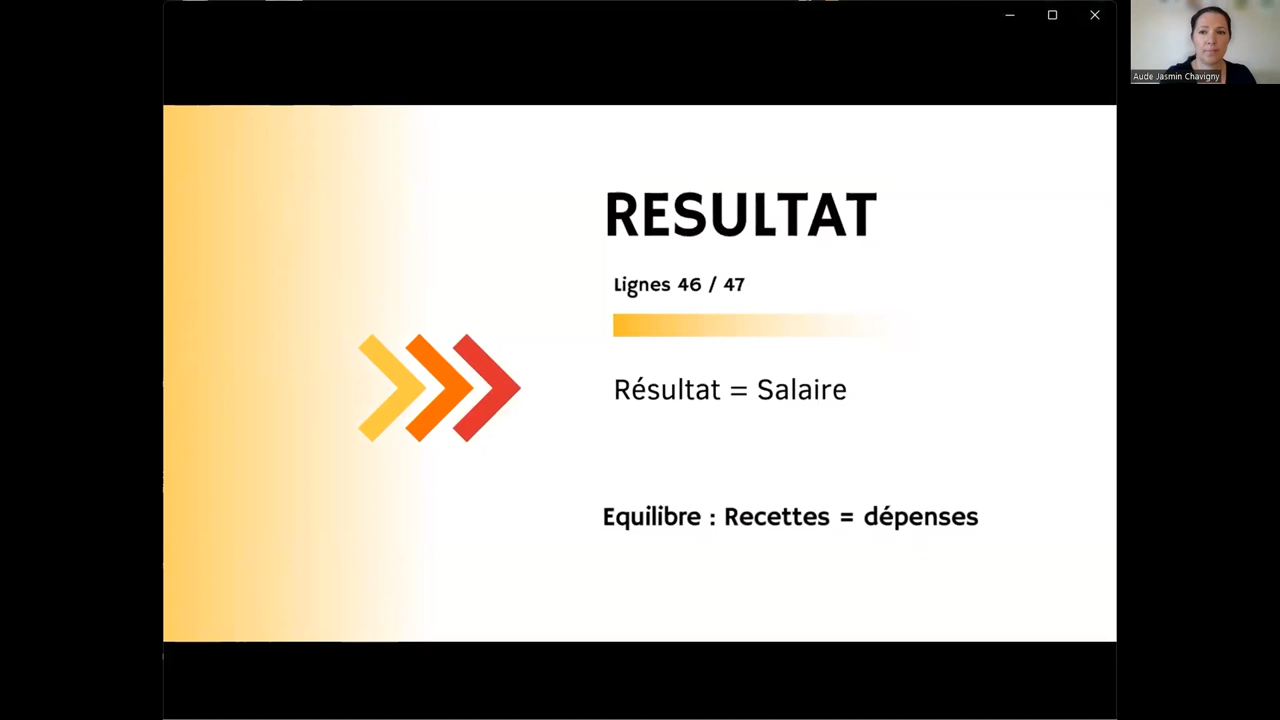 Aude Jasmin Chavigny
RESULTAT
Lignes 46 / 47
Résultat = Salaire
Equilibre : Recettes = dépenses